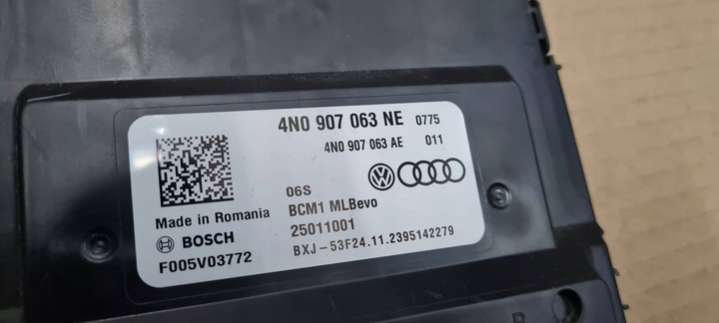 4N0 907 063 NE 0775
4N0 907 063 AE 011
06S
Made in Romania
BCM1 MLBevo
BOSCH
25011001
F005V03772
BXJ-53F24.11.2395142279